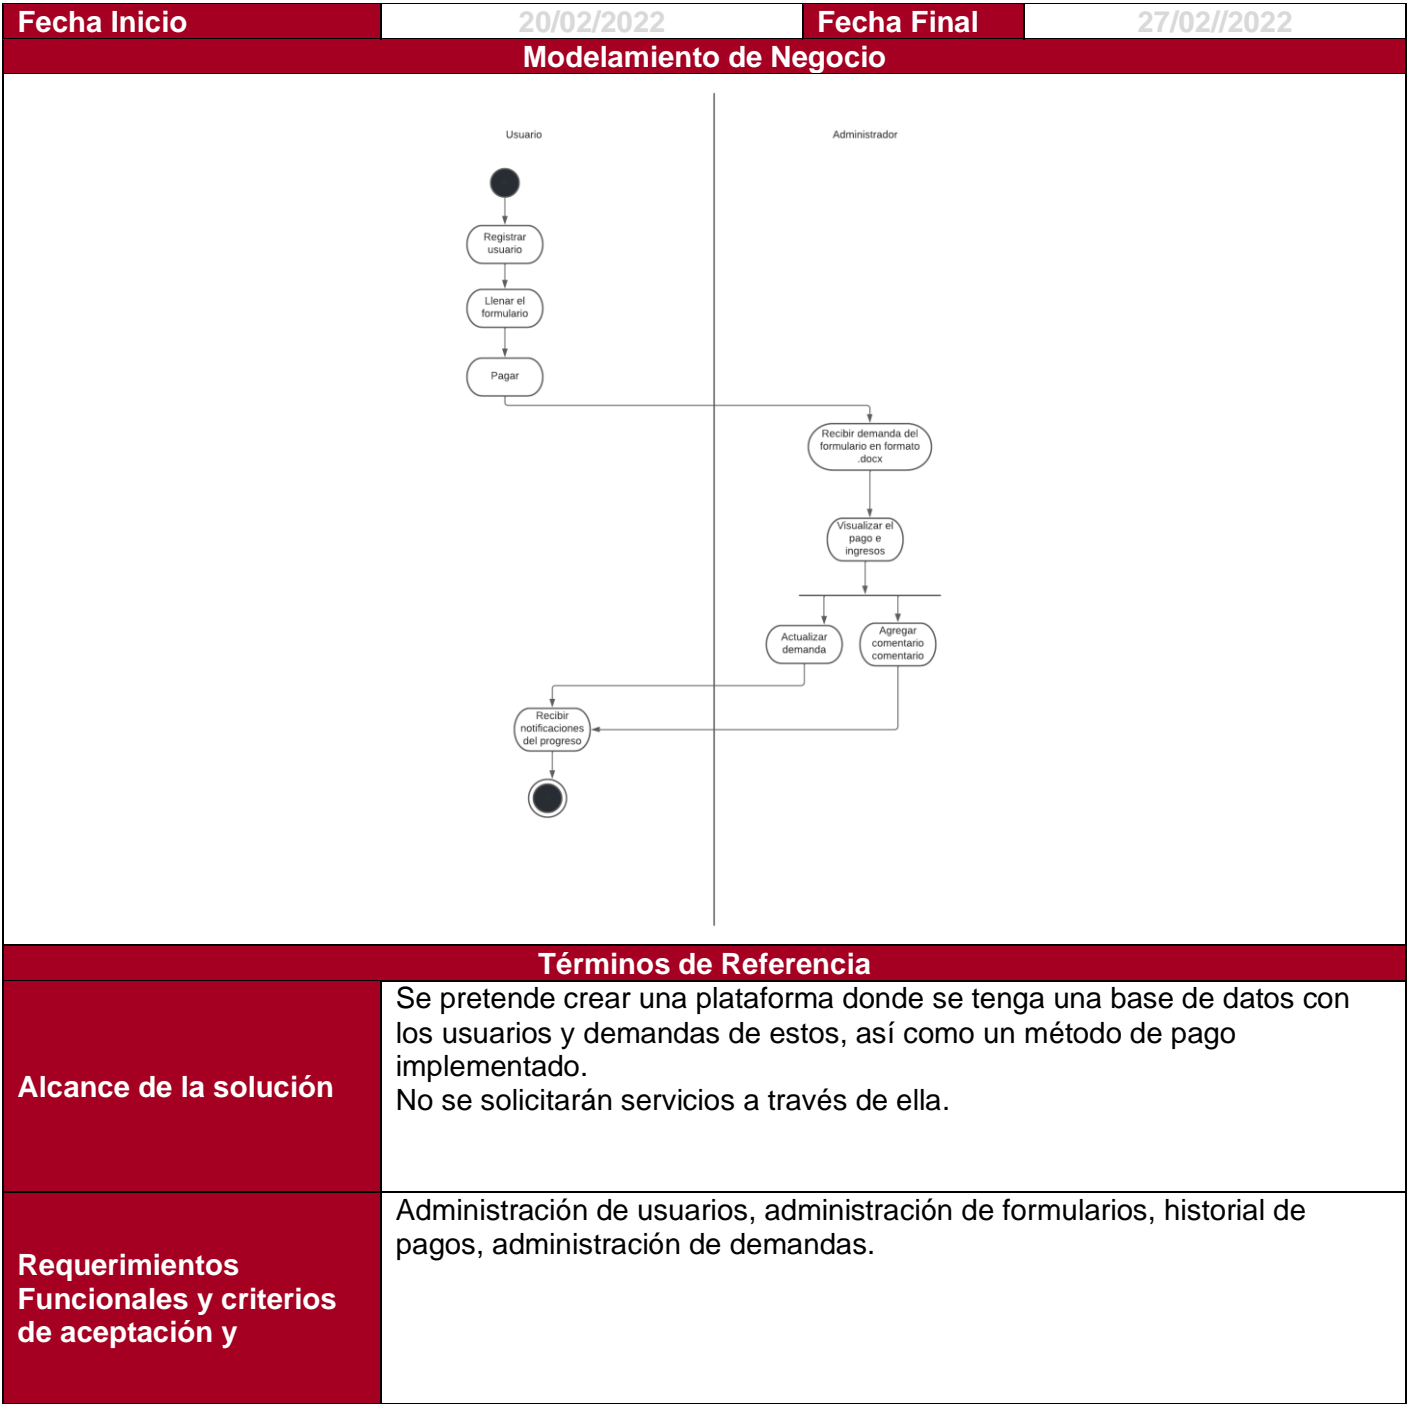 Fecha Inicio 20/02/2022 Fecha Final 27/02//2022
Modelamiento de Negocio
Usuario Administrador
Registrar
usuario
Llenar el
formulario
Pagar
Recibir demanda del
formulario en formato
.docx
Visualizar el
pago e
ingresos
Actualizar
demanda
Agregar
comentario
comentario
Recibir
notificaciones
del progreso
Términos de Referencia
Alcance de la solución
Se pretende crear una plataforma donde se tenga una base de datos con
los usuarios y demandas de estos, así como un método de pago
implementado.
No se solicitarán servicios a través de ella.
Requerimientos
Funcionales y criterios
de aceptación y
Administración de usuarios, administración de formularios, historial de
pagos, administración de demandas.